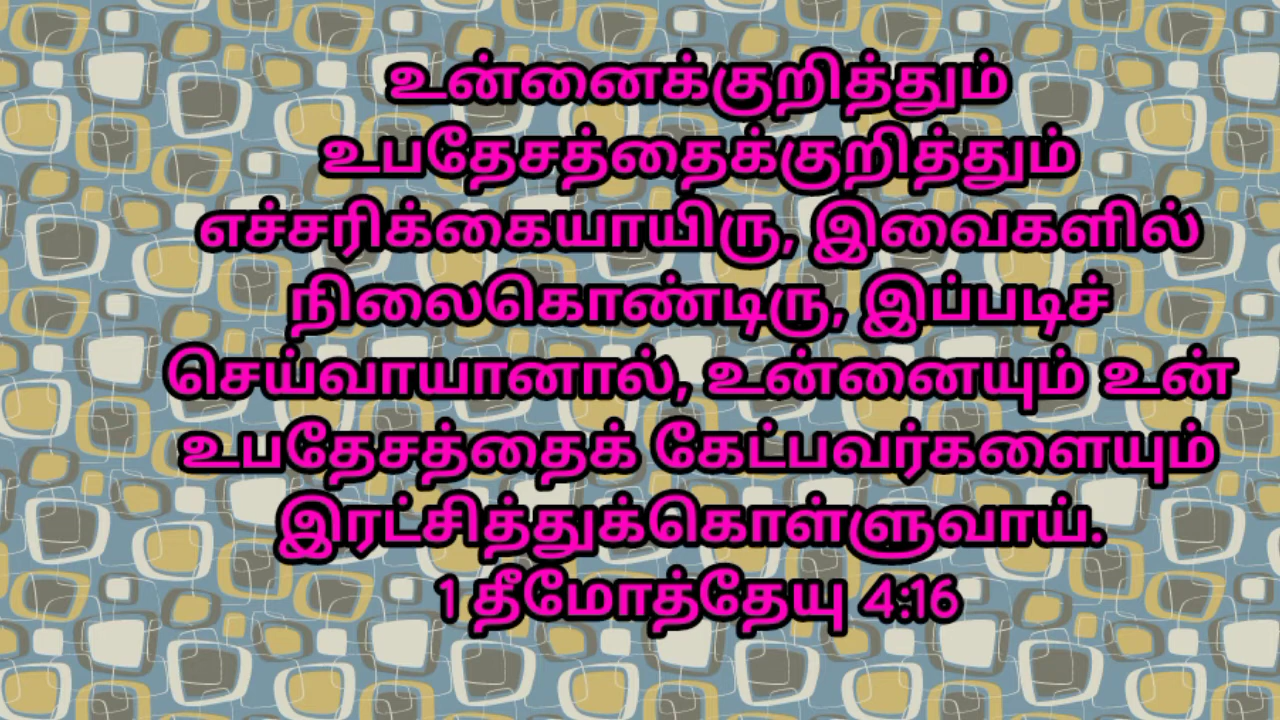 உன்னைக்குறித்தும்
உபதேசத்தைக்குறித்தும்
எச்சரிக்கையாயிரு, இவைகளில்
நிலைகொண்டிரு, இப்படிச்
செய்வாயானால், உன்னையும் உன்
உபதேசத்தைக் கேட்பவர்களையும்
இரட்சித்துக்கொள்ளுவாய்.
1 தீமோத்தேயு 4:16